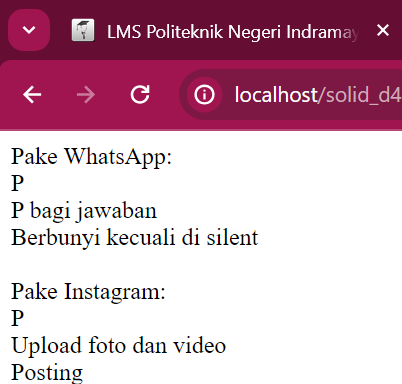 LMS Politeknik Negeri Indramay
localhost/solid_d4
Pake WhatsApp:
P
P bagi jawaban
Berbunyi kecuali di silent
Pake Instagram:
P
Upload foto dan video
Posting